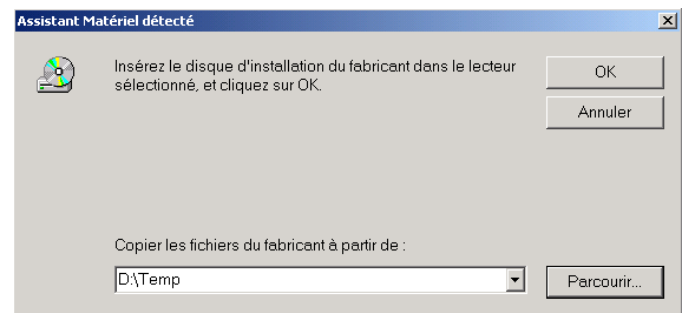 Assistant Matériel détecté
Insérez le disque d'installation du fabricant dans le lecteur
sélectionné, et cliquez sur OK.
OK
Annuler
Copier les fichiers du fabricant à partir de :
D:\Temp
Parcourir...